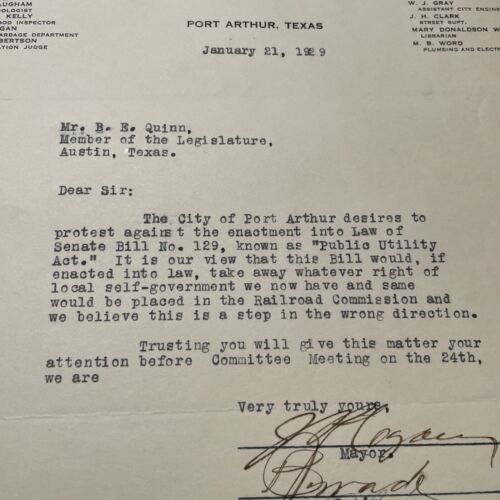 AUGHAM
OLOGIST
KELLY
OOD INSPECTOR
GAN
ARBAGE DEPARTMENT
BERTSON
ATION JUDGE
PORT ARTHUR, TEXAS
W. J. GRAY
ASSISTANT CITY ENGINE
J. H. CLARK
STREET SUPT.
MARY DONALDSON W
LIBRARIAN
M. B. WORD
PLUMBING AND ELECT
January 21, 1929
Mr. B. E. Quinn,
Member of the Legislature,
Austin, Texas.
Dear Sir:
The City of Port Arthur desires to
protest against the enactment into Law of
Senate Bill No. 129, known as "Public Utility
Act." It is our view that this Bill would, if
enacted into law, take away whatever right of
local self-government we now have and same
would be placed in the Railroad Commission and
we believe this is a step in the wrong direction.
Trusting you will give this matter your
attention before Committee Meeting on the 24th,
we are
Very truly yours,
Mayor.